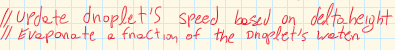 // Update droplet's speed based on deltaheight
// Evaporate a fraction of the Droplet's water